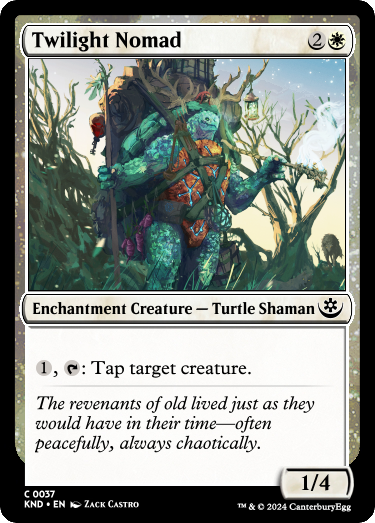 Twilight Nomad 2
Enchantment Creature — Turtle Shaman
1, : Tap target creature.
The revenants of old lived just as they
would have in their time—often
peacefully, always chaotically.
1/4
C 0037
KND • EN Zack Castro
™ & © 2024 CanterburyEgg